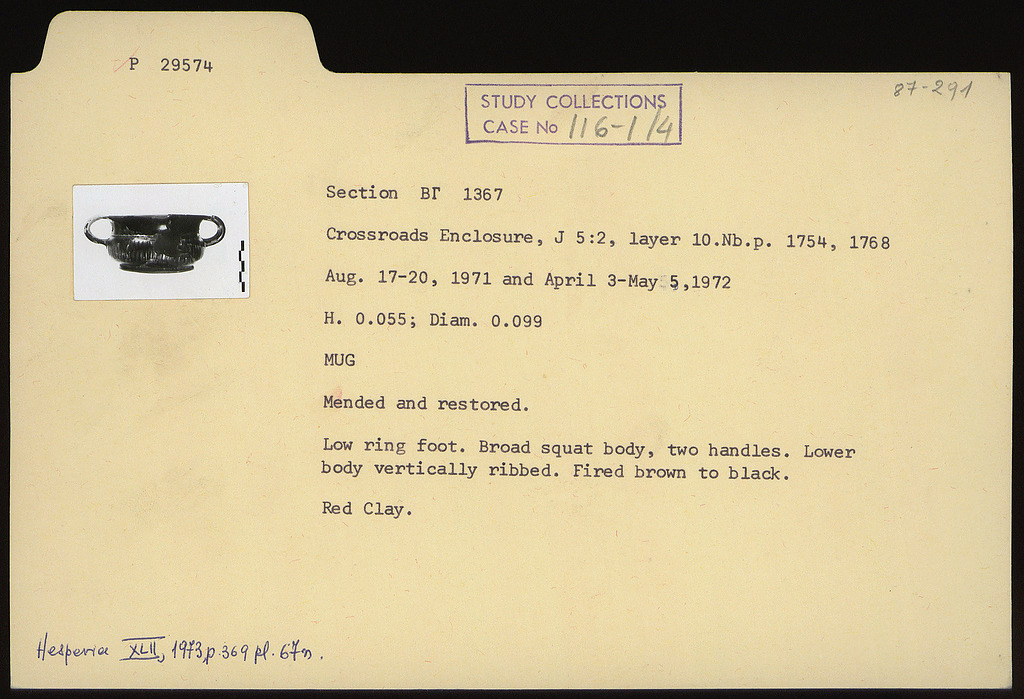 P 29574
87-291
STUDY COLLECTIONS
CASE No 116-1/4
Section ΒΓ 1367
Crossroads Enclosure, J 5:2, layer 10.Nb.p. 1754, 1768
Aug. 17-20, 1971 and April 3-May 5,1972
H. 0.055; Diam. 0.099
MUG
Mended and restored.
Low ring foot. Broad squat body, two handles. Lower
body vertically ribbed. Fired brown to black.
Red Clay.
Hesperia XLII, 1973,p.369 pl. 67